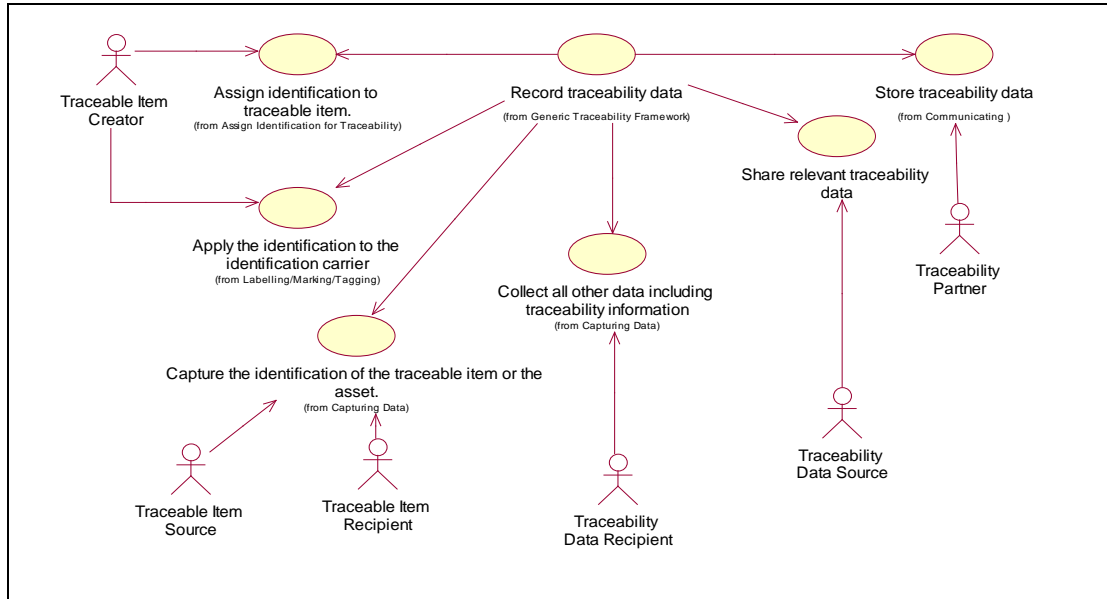 Traceable Item
Creator
Assign identification to
traceable item.
(from Assign Identification for Traceability)
Record traceability data
(from Generic Traceability Framework)
Store traceability data
(from Communicating )
Share relevant traceability
data
Apply the identification to the
identification carrier
(from Labelling/Marking/Tagging)
Collect all other data including
traceability information
(from Capturing Data)
Traceability
Partner
Capture the identification of the traceable item or the
asset.
(from Capturing Data)
Traceable Item
Source
Traceable Item
Recipient
Traceability
Data Recipient
Traceability
Data Source